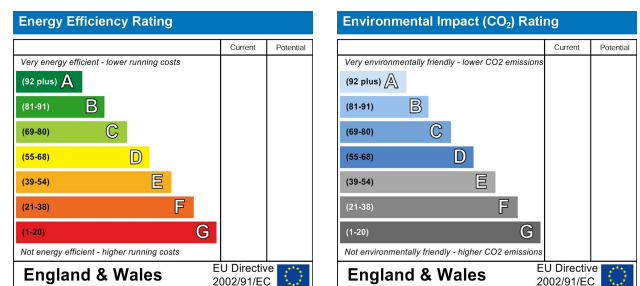 Energy Efficiency Rating
Current Potential
Very energy efficient - lower running costs
(92 plus) A
(81-91) B
(69-80) C
(55-68) D
(39-54) E
(21-38) F
(1-20) G
Not energy efficient - higher running costs
England & Wales
EU Directive
2002/91/EC
Environmental Impact (CO₂) Rating
Current Potential
Very environmentally friendly - lower CO2 emissions
(92 plus) A
(81-91) B
(69-80) C
(55-68) D
(39-54) E
(21-38) F
(1-20) G
Not environmentally friendly - higher CO2 emissions
England & Wales
EU Directive
2002/91/EC